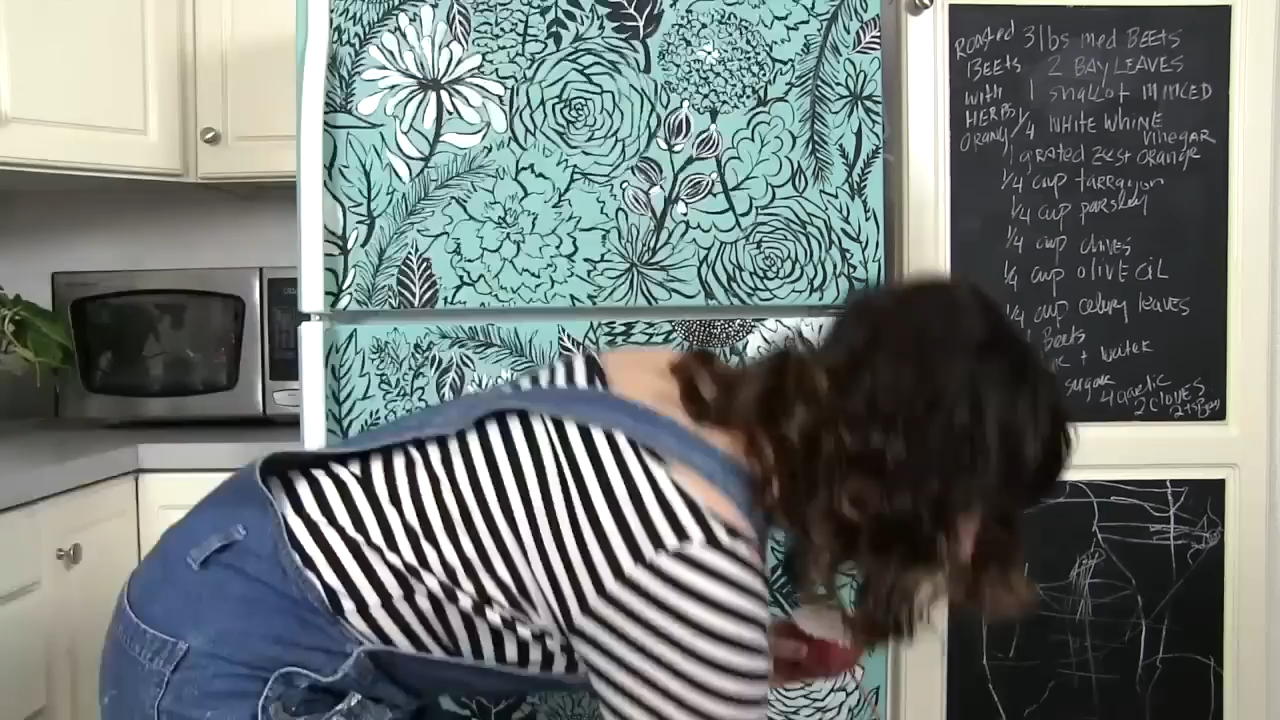 Roasted 3 lbs med BEETS
BEETS 2 BAY LEAVES
WITH 1 shallot MINCED
HERBS 1/4 WHITE WHINE
ORANG VINEGAR
1 grated zest ORANGE
1/4 cup tarragon
1/4 cup parsley
1/4 cup chives
1/4 cup OLIVE OIL
1/4 cup celery leaves
Beets
+ water
sugar 4 garlic
2 CLOVES